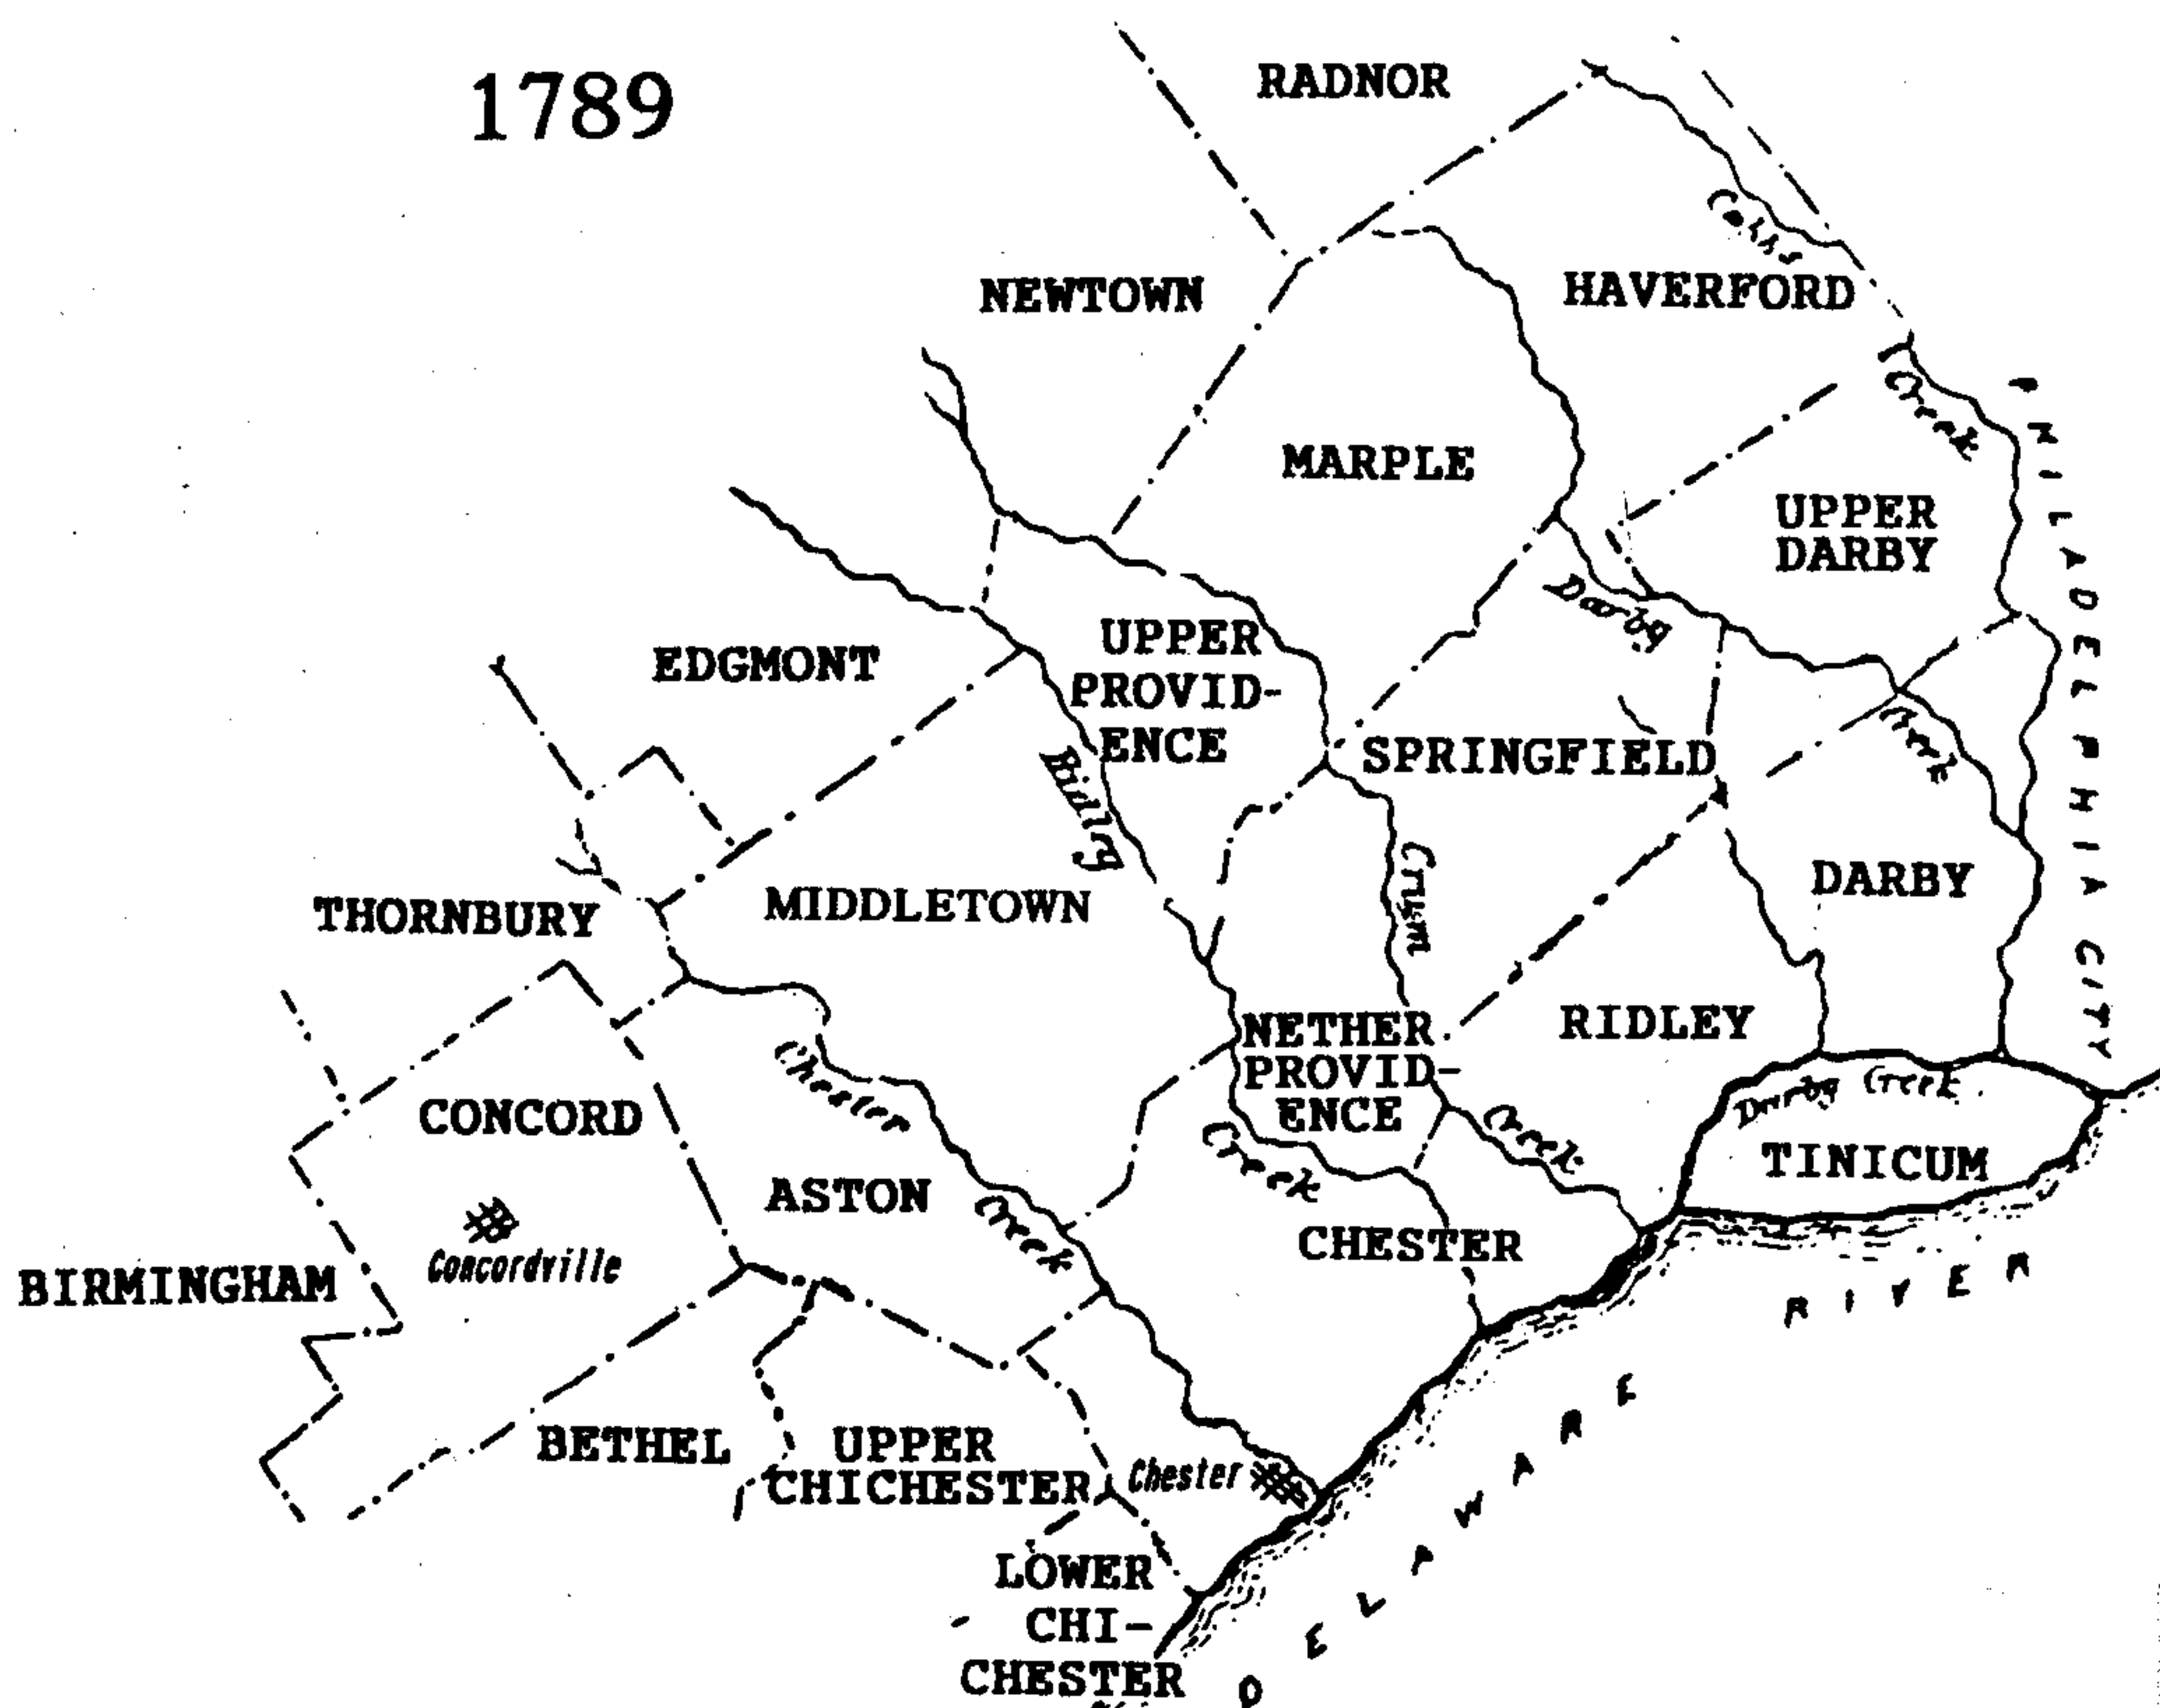 1789
RADNOR
Cobbs
NEWTOWN
HAVERFORD
Creek
MARPLE
UPPER
DARBY
PHILADELPHIA CITY
Darby
UPPER
PROVID-
ENCE
EDGMONT
SPRINGFIELD
Creek
Ridley
Crum
DARBY
THORNBURY
MIDDLETOWN
NETHER
PROVID-
ENCE
RIDLEY
Darby Creek
TINICUM
Chester
CONCORD
Creek
Creek
ASTON
Creek
CHESTER
Concordville
BIRMINGHAM
DELAWARE RIVER
BETHEL
UPPER
CHICHESTER
Chester
LOWER
CHI-
CHESTER